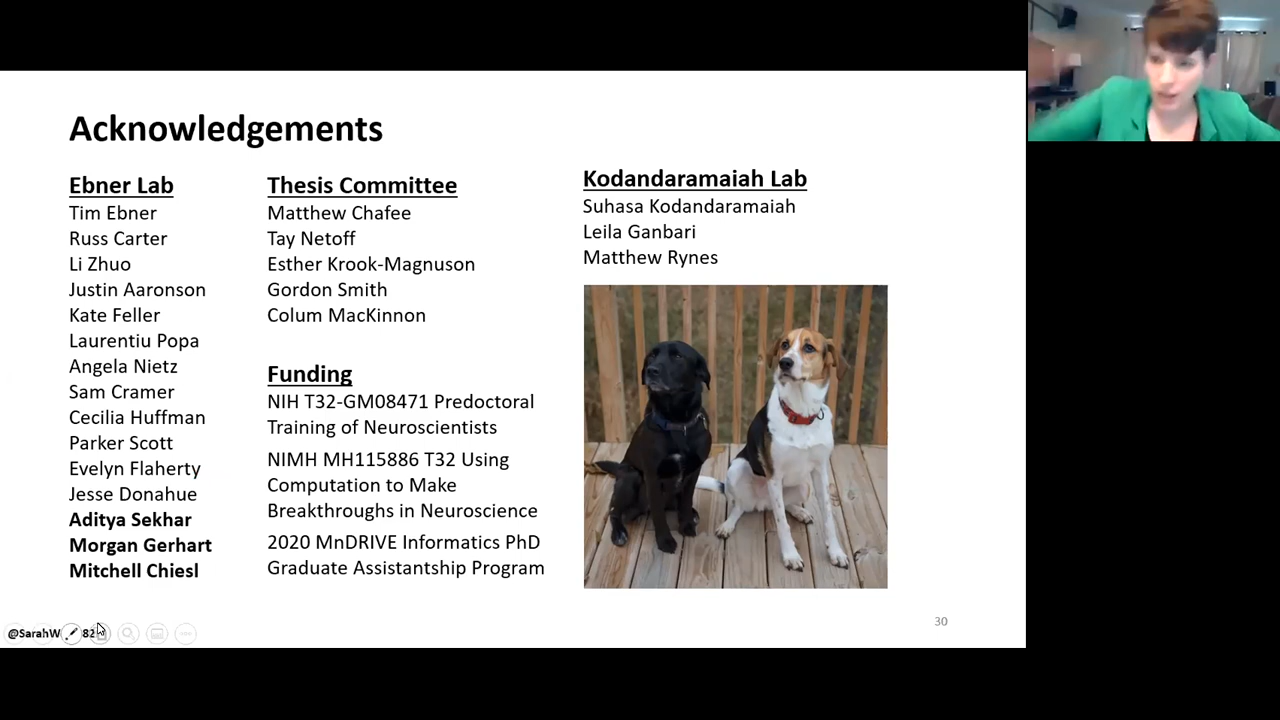 Acknowledgements
Ebner Lab
Tim Ebner
Russ Carter
Li Zhuo
Justin Aaronson
Kate Feller
Laurentiu Popa
Angela Nietz
Sam Cramer
Cecilia Huffman
Parker Scott
Evelyn Flaherty
Jesse Donahue
Aditya Sekhar
Morgan Gerhart
Mitchell Chiesl
Thesis Committee
Matthew Chafee
Tay Netoff
Esther Krook-Magnuson
Gordon Smith
Colum MacKinnon
Funding
NIH T32-GM08471 Predoctoral
Training of Neuroscientists
NIMH MH115886 T32 Using
Computation to Make
Breakthroughs in Neuroscience
2020 MnDRIVE Informatics PhD
Graduate Assistantship Program
Kodandaramaiah Lab
Suhasa Kodandaramaiah
Leila Ganbari
Matthew Rynes
30